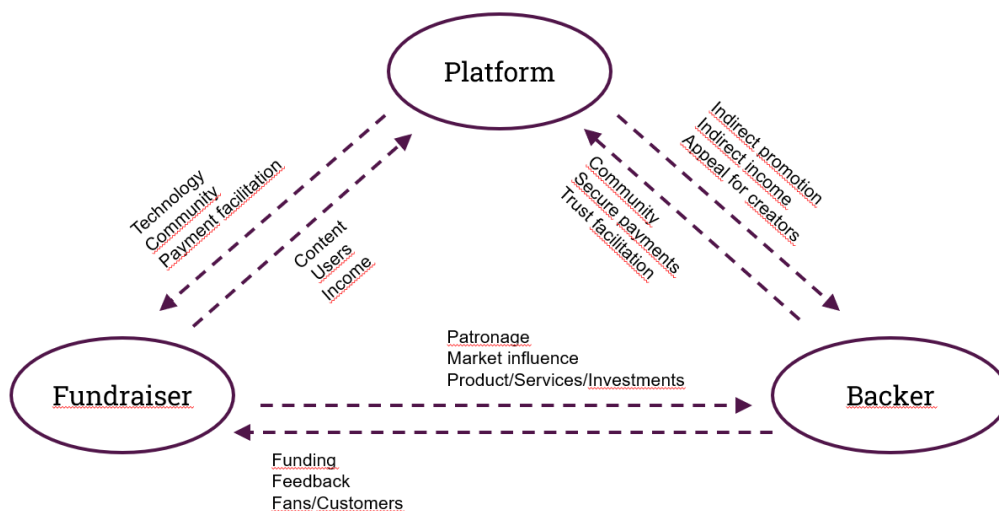 Platform
Technology
Community
Payment facilitation
Content
Users
Income
Community
Secure payments
Trust facilitation
Indirect promotion
Indirect income
Appeal for creators
Patronage
Market influence
Product/Services/Investments
Fundraiser
Backer
Funding
Feedback
Fans/Customers